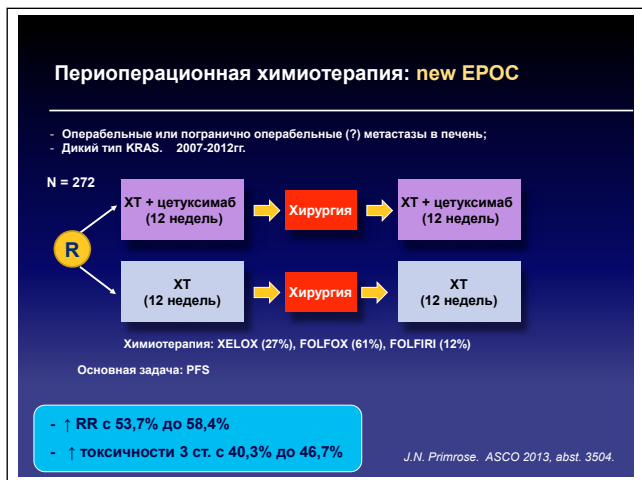 Периоперационная химиотерапия: new EPOC
- Операбельные или погранично операбельные (?) метастазы в печень;
- Дикий тип KRAS. 2007-2012гг.
N = 272
R
ХТ + цетуксимаб
(12 недель)
Хирургия
ХТ + цетуксимаб
(12 недель)
ХТ
(12 недель)
Хирургия
ХТ
(12 недель)
Химиотерапия: XELOX (27%), FOLFOX (61%), FOLFIRI (12%)
Основная задача: PFS
- ↑ RR с 53,7% до 58,4%
- ↑ токсичности 3 ст. с 40,3% до 46,7%
J.N. Primrose. ASCO 2013, abst. 3504.